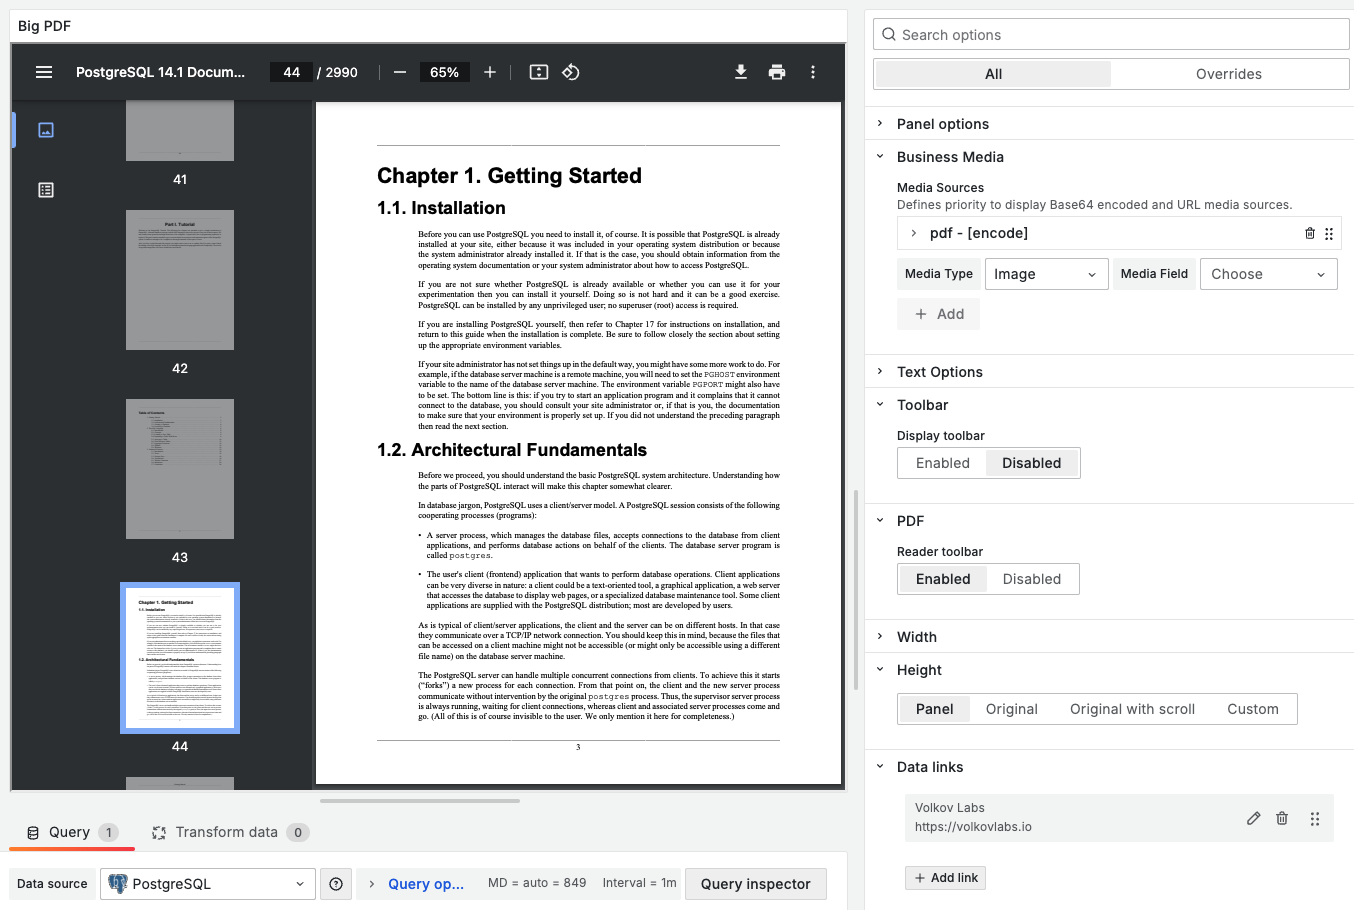 Big PDF
PostgreSQL 14.1 Docum...
44 / 2990
65%
41
Part I. Tutorial
42
Table of Contents
43
Chapter 1. Getting Started
1.1. Installation
1.2. Architectural Fundamentals
44
Chapter 1. Getting Started
1.1. Installation
Before you can use PostgreSQL you need to install it, of course. It is possible that PostgreSQL is already
installed at your site, either because it was included in your operating system distribution or because
the system administrator already installed it. If that is the case, you should obtain information from the
operating system documentation or your system administrator about how to access PostgreSQL.
If you are not sure whether PostgreSQL is already available or whether you can use it for your
experimentation then you can install it yourself. Doing so is not hard and it can be a good exercise.
PostgreSQL can be installed by any unprivileged user; no superuser (root) access is required.
If you are installing PostgreSQL yourself, then refer to Chapter 17 for instructions on installation, and
return to this guide when the installation is complete. Be sure to follow closely the section about setting
up the appropriate environment variables.
If your site administrator has not set things up in the default way, you might have some more work to do. For
example, if the database server machine is a remote machine, you will need to set the PGHOST environment
variable to the name of the database server machine. The environment variable PGPORT might also have
to be set. The bottom line is this: if you try to start an application program and it complains that it cannot
connect to the database, you should consult your site administrator or, if that is you, the documentation
to make sure that your environment is properly set up. If you did not understand the preceding paragraph
then read the next section.
1.2. Architectural Fundamentals
Before we proceed, you should understand the basic PostgreSQL system architecture. Understanding how
the parts of PostgreSQL interact will make this chapter somewhat clearer.
In database jargon, PostgreSQL uses a client/server model. A PostgreSQL session consists of the following
cooperating processes (programs):
• A server process, which manages the database files, accepts connections to the database from client
applications, and performs database actions on behalf of the clients. The database server program is
called postgres.
• The user's client (frontend) application that wants to perform database operations. Client applications
can be very diverse in nature: a client could be a text-oriented tool, a graphical application, a web server
that accesses the database to display web pages, or a specialized database maintenance tool. Some client
applications are supplied with the PostgreSQL distribution; most are developed by users.
As is typical of client/server applications, the client and the server can be on different hosts. In that case
they communicate over a TCP/IP network connection. You should keep this in mind, because the files that
can be accessed on a client machine might not be accessible (or might only be accessible using a different
file name) on the database server machine.
The PostgreSQL server can handle multiple concurrent connections from clients. To achieve this it starts
(“forks”) a new process for each connection. From that point on, the client and the new server process
communicate without intervention by the original postgres process. Thus, the supervisor server process
is always running, waiting for client connections, whereas client and associated server processes come and
go. (All of this is of course invisible to the user. We only mention it here for completeness.)
3
Query 1
Transform data 0
Data source
PostgreSQL
Query op...
MD = auto = 849
Interval = 1m
Query inspector
Search options
All
Overrides
Panel options
Business Media
Media Sources
Defines priority to display Base64 encoded and URL media sources.
pdf - [encode]
Media Type
Image
Media Field
Choose
+ Add
Text Options
Toolbar
Display toolbar
Enabled
Disabled
PDF
Reader toolbar
Enabled
Disabled
Width
Height
Panel
Original
Original with scroll
Custom
Data links
Volkov Labs
https://volkovlabs.io
+ Add link